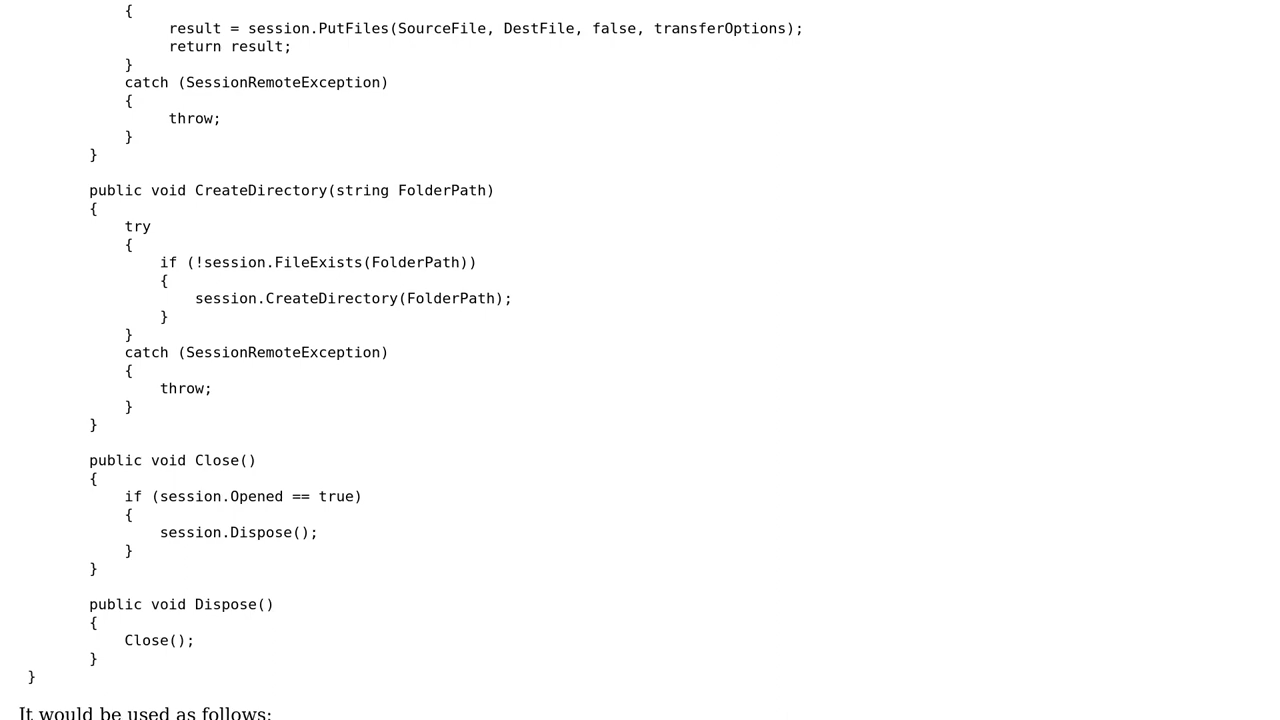 {
result = session.PutFiles(SourceFile, DestFile, false, transferOptions);
return result;
}
catch (SessionRemoteException)
{
throw;
}
}
public void CreateDirectory(string FolderPath)
{
try
{
if (!session.FileExists(FolderPath))
{
session.CreateDirectory(FolderPath);
}
}
catch (SessionRemoteException)
{
throw;
}
}
public void Close()
{
if (session.Opened == true)
{
session.Dispose();
}
}
public void Dispose()
{
Close();
}
}
It would be used as follows: